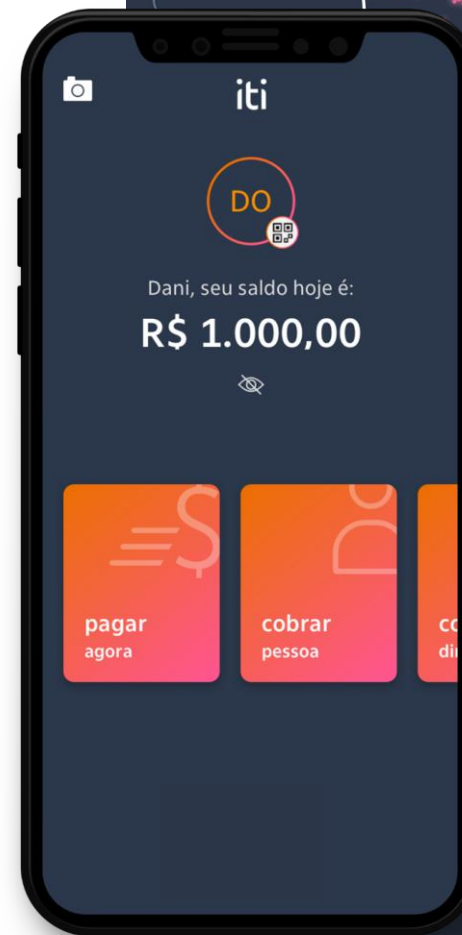 iti
DO
Dani, seu saldo hoje é:
R$ 1.000,00
pagar
agora
cobrar
pessoa